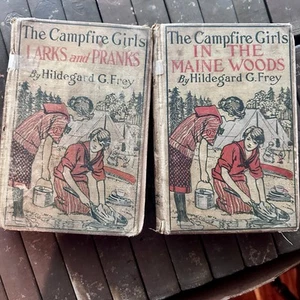 The Campfire Girls
LARKS and PRANKS
By Hildegard G. Frey
The Campfire Girls
IN THE
MAINE WOODS
By Hildegard G. Frey